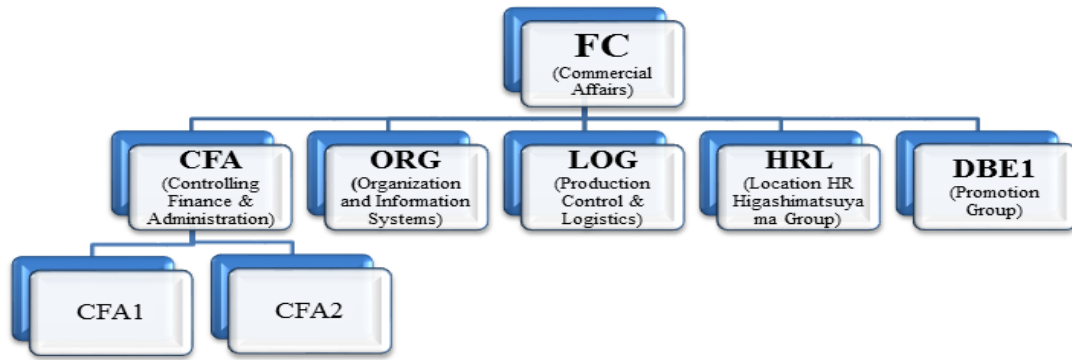 FC
(Commercial
Affairs)
CFA
(Controlling
Finance &
Administration)
ORG
(Organization
and Information
Systems)
LOG
(Production
Control &
Logistics)
HRL
(Location HR
Higashimatsuya
ma Group)
DBE1
(Promotion
Group)
CFA1
CFA2